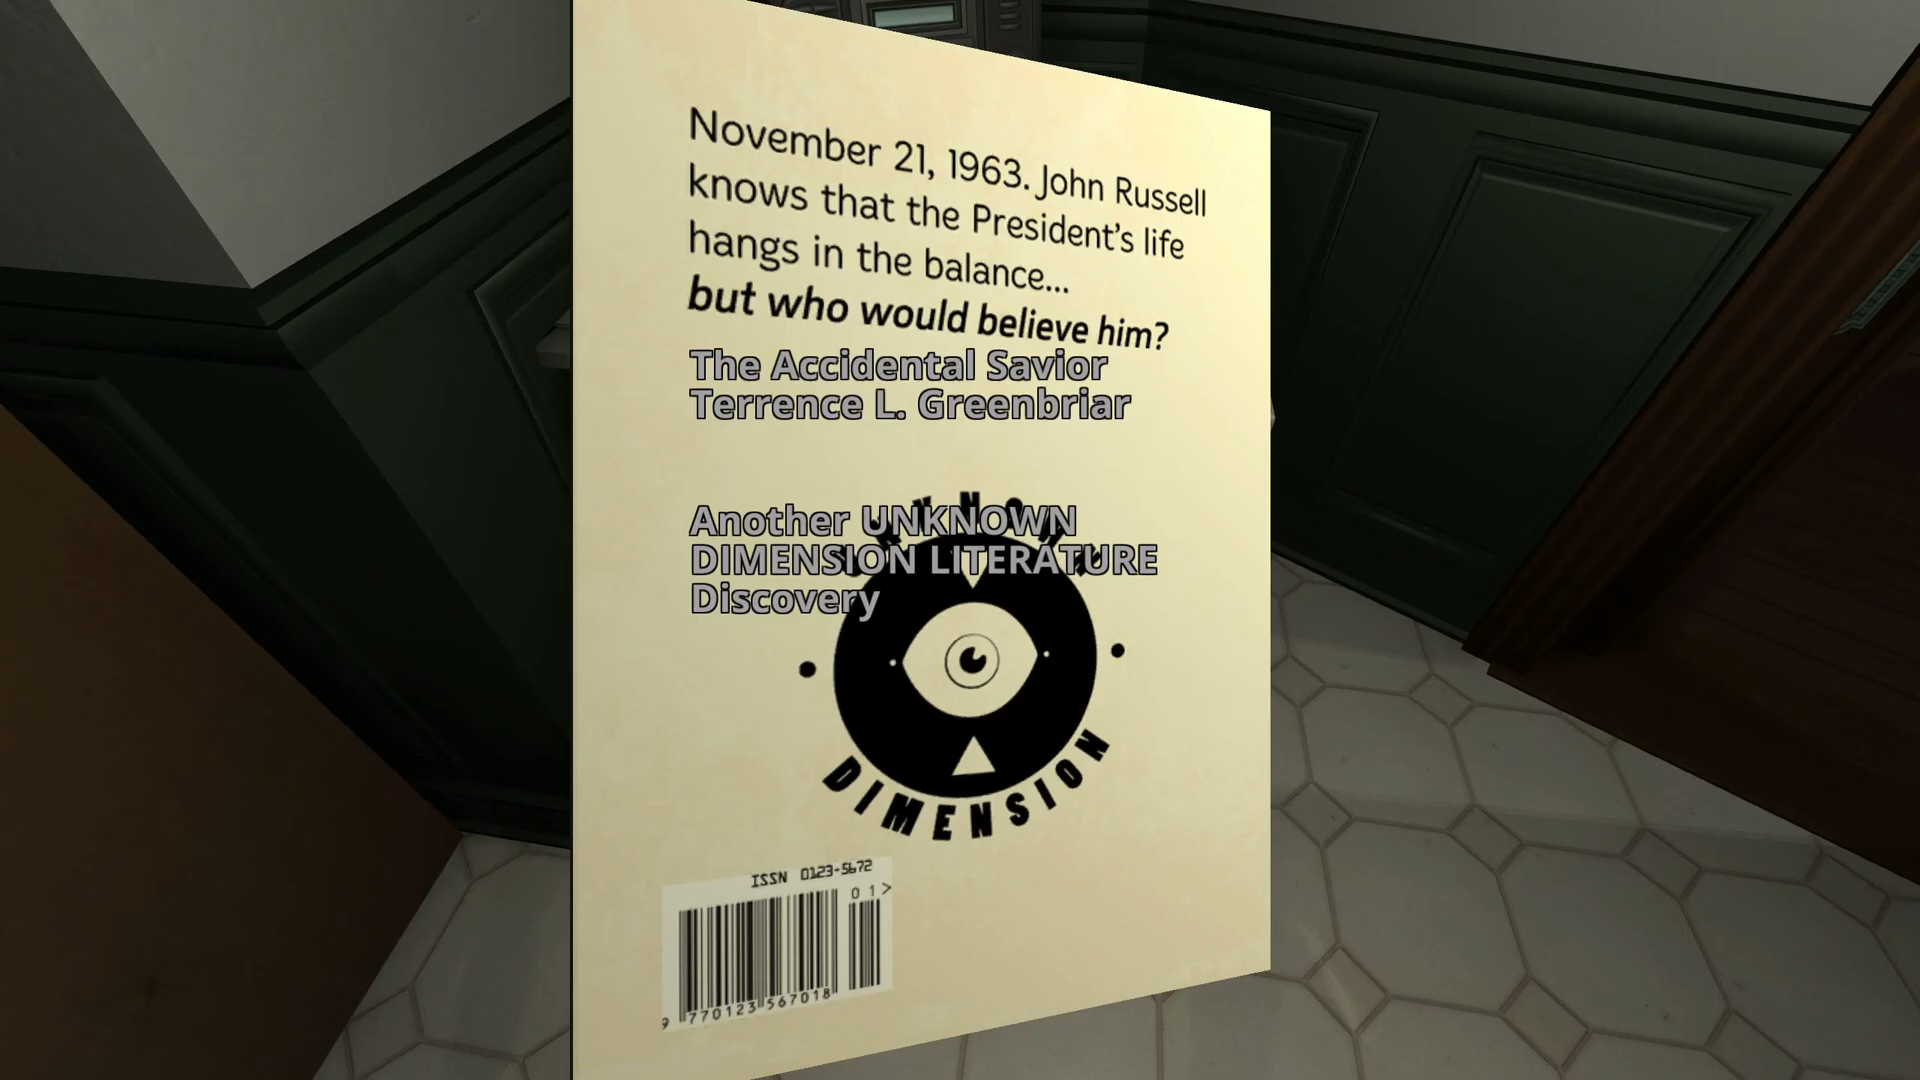 November 21, 1963. John Russell
knows that the President's life
hangs in the balance...
but who would believe him?
The Accidental Savior
Terrence L. Greenbriar
Another UNKNOWN
DIMENSION LITERATURE
Discovery
UNKNOWN
DIMENSION
ISSN 0123-5672
01>
9 770123 567018